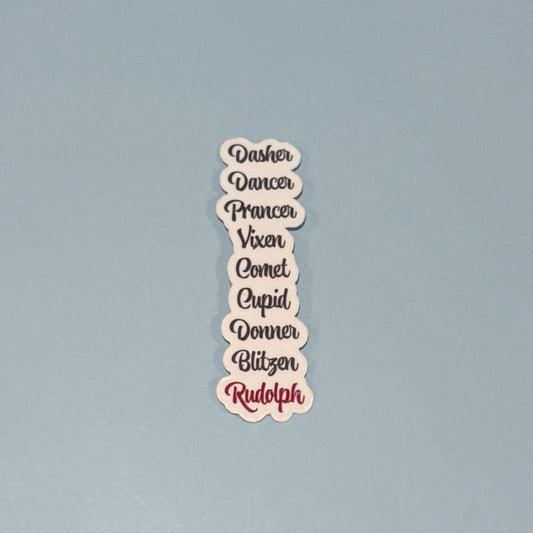 Dasher
Dancer
Prancer
Vixen
Comet
Cupid
Donner
Blitzen
Rudolph